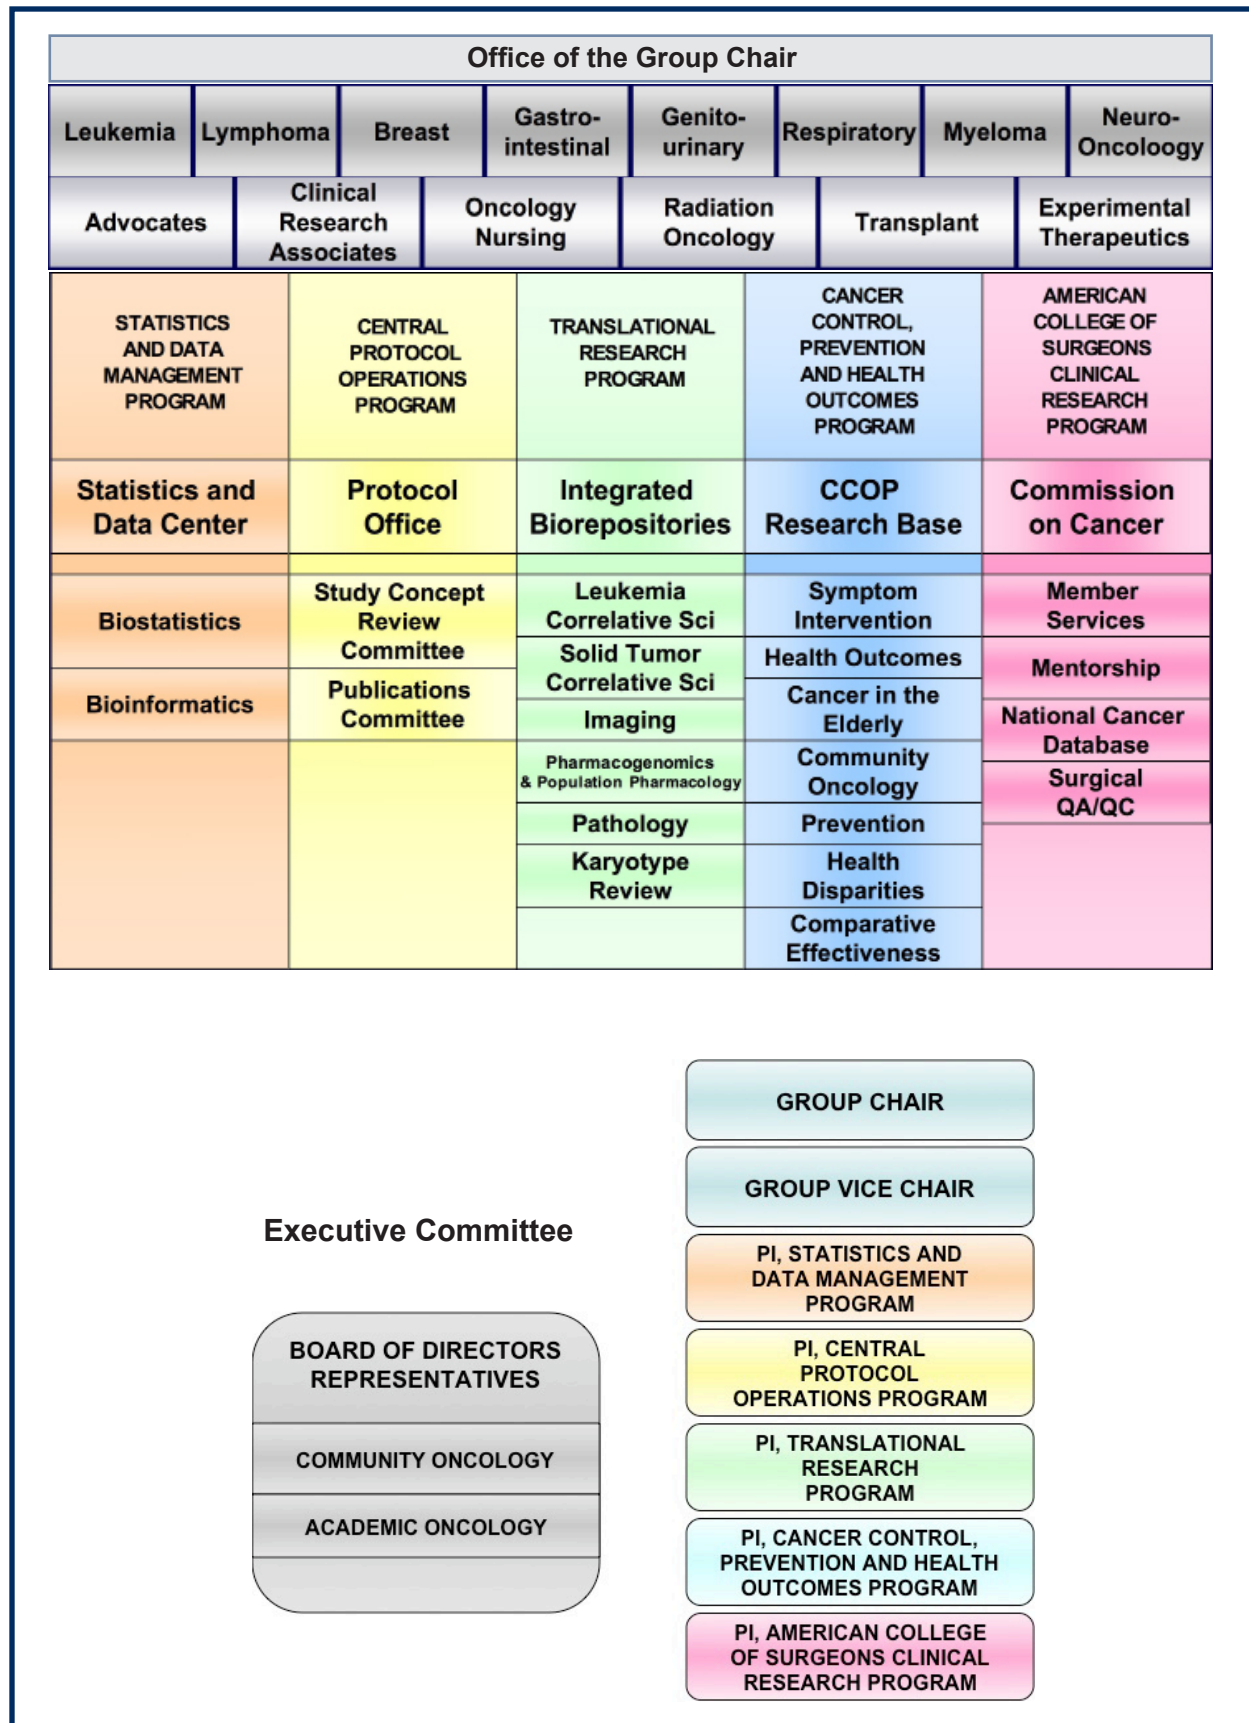 Office of the Group Chair
Leukemia
Lymphoma
Breast
Gastro-
intestinal
Genito-
urinary
Respiratory
Myeloma
Neuro-
Oncoloogy
Advocates
Clinical
Research
Associates
Oncology
Nursing
Radiation
Oncology
Transplant
Experimental
Therapeutics
STATISTICS
AND DATA
MANAGEMENT
PROGRAM
CENTRAL
PROTOCOL
OPERATIONS
PROGRAM
TRANSLATIONAL
RESEARCH
PROGRAM
CANCER
CONTROL,
PREVENTION
AND HEALTH
OUTCOMES
PROGRAM
AMERICAN
COLLEGE OF
SURGEONS
CLINICAL
RESEARCH
PROGRAM
Statistics and
Data Center
Protocol
Office
Integrated
Biorepositories
CCOP
Research Base
Commission
on Cancer
Biostatistics
Bioinformatics
Study Concept
Review
Committee
Publications
Committee
Leukemia
Correlative Sci
Solid Tumor
Correlative Sci
Imaging
Pharmacogenomics
& Population Pharmacology
Pathology
Karyotype
Review
Symptom
Intervention
Health Outcomes
Cancer in the
Elderly
Community
Oncology
Prevention
Health
Disparities
Comparative
Effectiveness
Member
Services
Mentorship
National Cancer
Database
Surgical
QA/QC
Executive Committee
BOARD OF DIRECTORS
REPRESENTATIVES
COMMUNITY ONCOLOGY
ACADEMIC ONCOLOGY
GROUP CHAIR
GROUP VICE CHAIR
PI, STATISTICS AND
DATA MANAGEMENT
PROGRAM
PI, CENTRAL
PROTOCOL
OPERATIONS PROGRAM
PI, TRANSLATIONAL
RESEARCH
PROGRAM
PI, CANCER CONTROL,
PREVENTION AND HEALTH
OUTCOMES PROGRAM
PI, AMERICAN COLLEGE
OF SURGEONS CLINICAL
RESEARCH PROGRAM